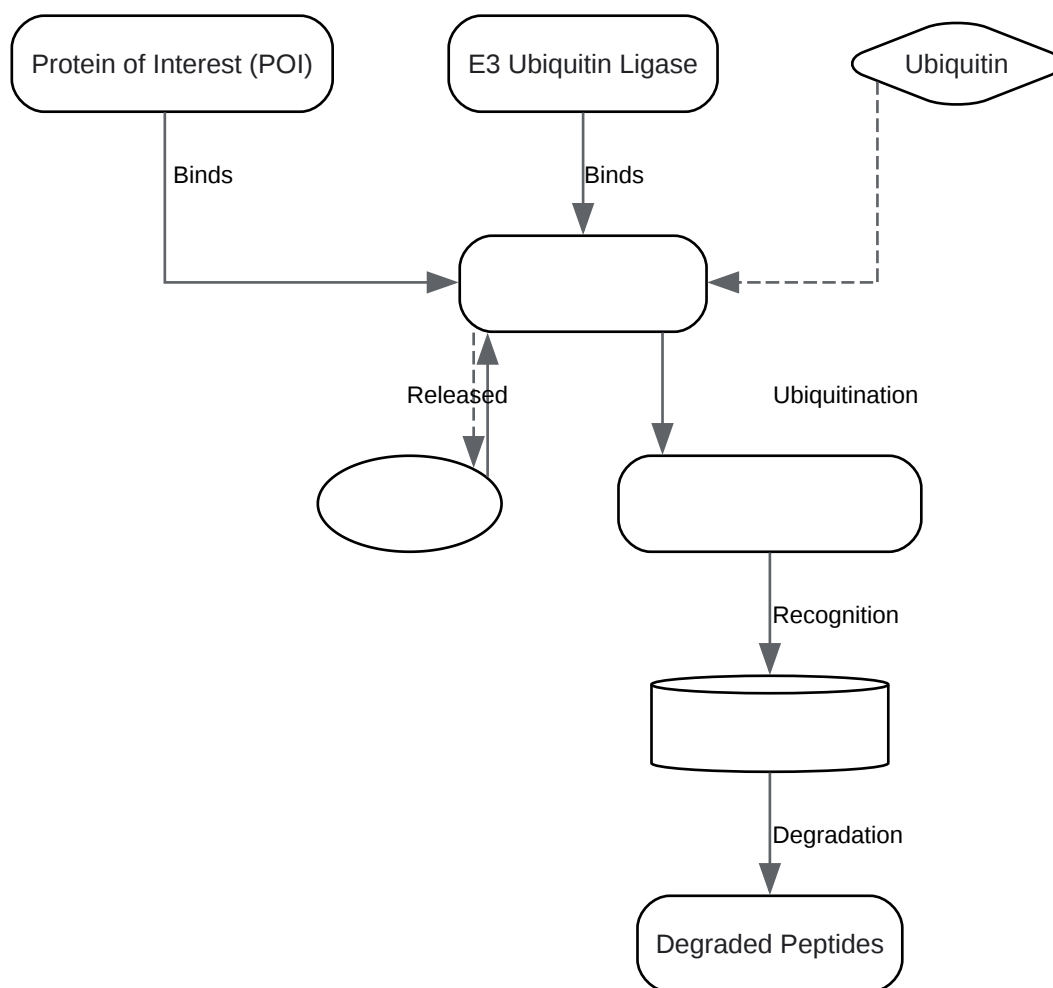 Protein of Interest (POI)
E3 Ubiquitin Ligase
Ubiquitin
Binds
Binds
Released
Ubiquitination
Recognition
Degradation
Degraded Peptides